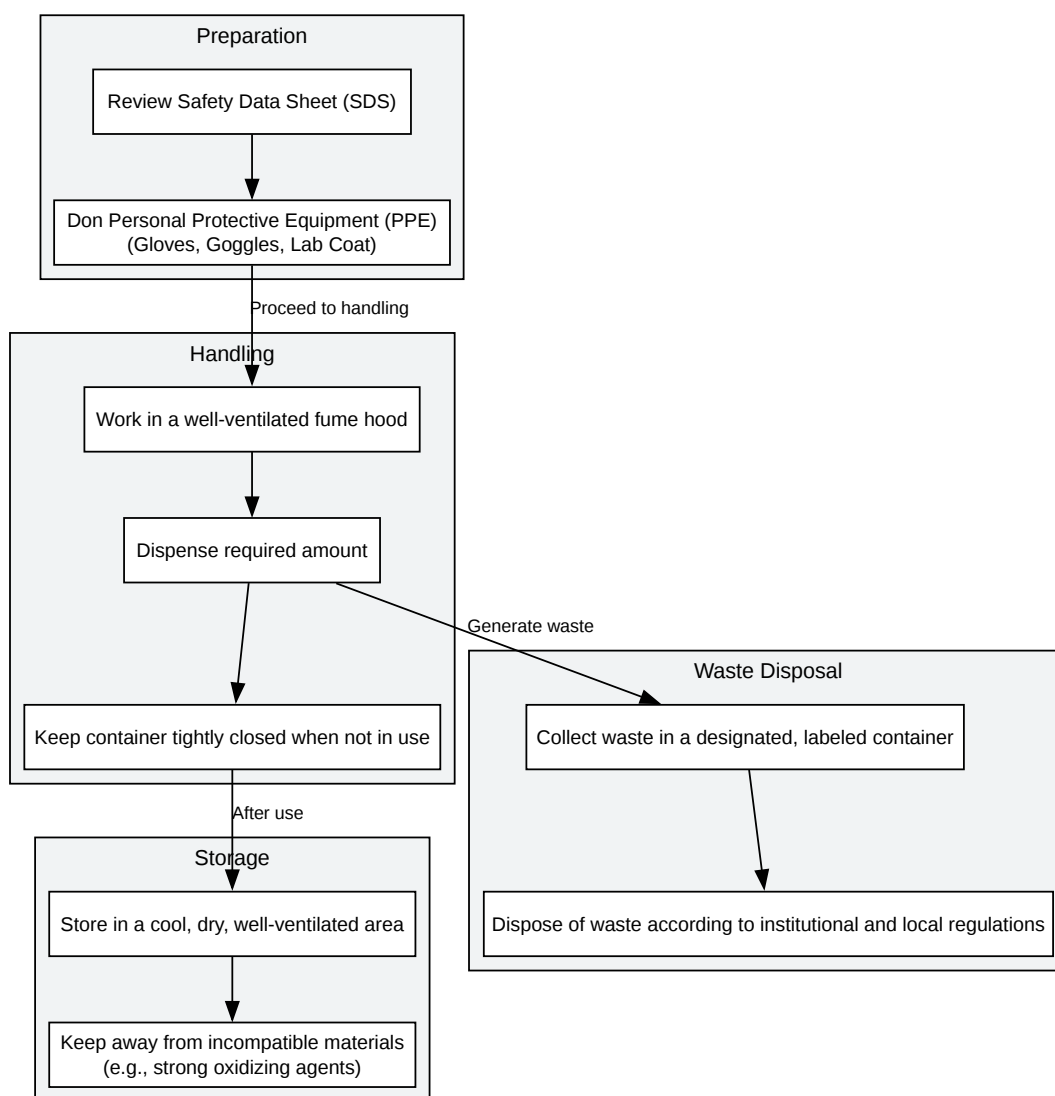 Preparation
Review Safety Data Sheet (SDS)
Don Personal Protective Equipment (PPE)
(Gloves, Goggles, Lab Coat)
Proceed to handling
Handling
Work in a well-ventilated fume hood
Dispense required amount
Generate waste
Keep container tightly closed when not in use
Waste Disposal
Collect waste in a designated, labeled container
Dispose of waste according to institutional and local regulations
After use
Storage
Store in a cool, dry, well-ventilated area
Keep away from incompatible materials
(e.g., strong oxidizing agents)